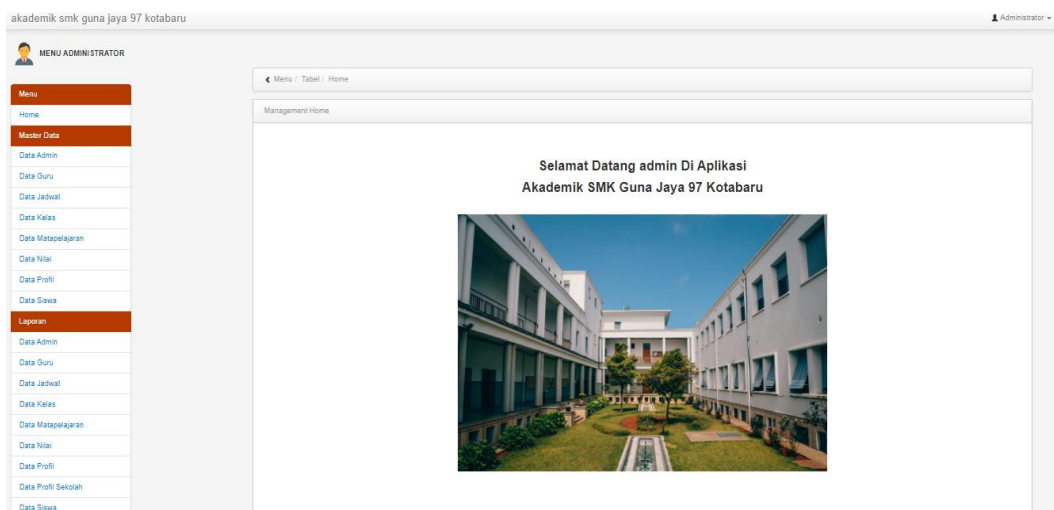 akademik smk guna jaya 97 kotabaru
Administrator
MENU ADMINISTRATOR
Menu
Home
Master Data
Data Admin
Data Guru
Data Jadwal
Data Kelas
Data Matapelajaran
Data Nilai
Data Profil
Data Siswa
Laporan
Data Admin
Data Guru
Data Jadwal
Data Kelas
Data Matapelajaran
Data Nilai
Data Profil
Data Profil Sekolah
Data Siswa
Menu / Tabel / Home
Management Home
Selamat Datang admin Di Aplikasi
Akademik SMK Guna Jaya 97 Kotabaru